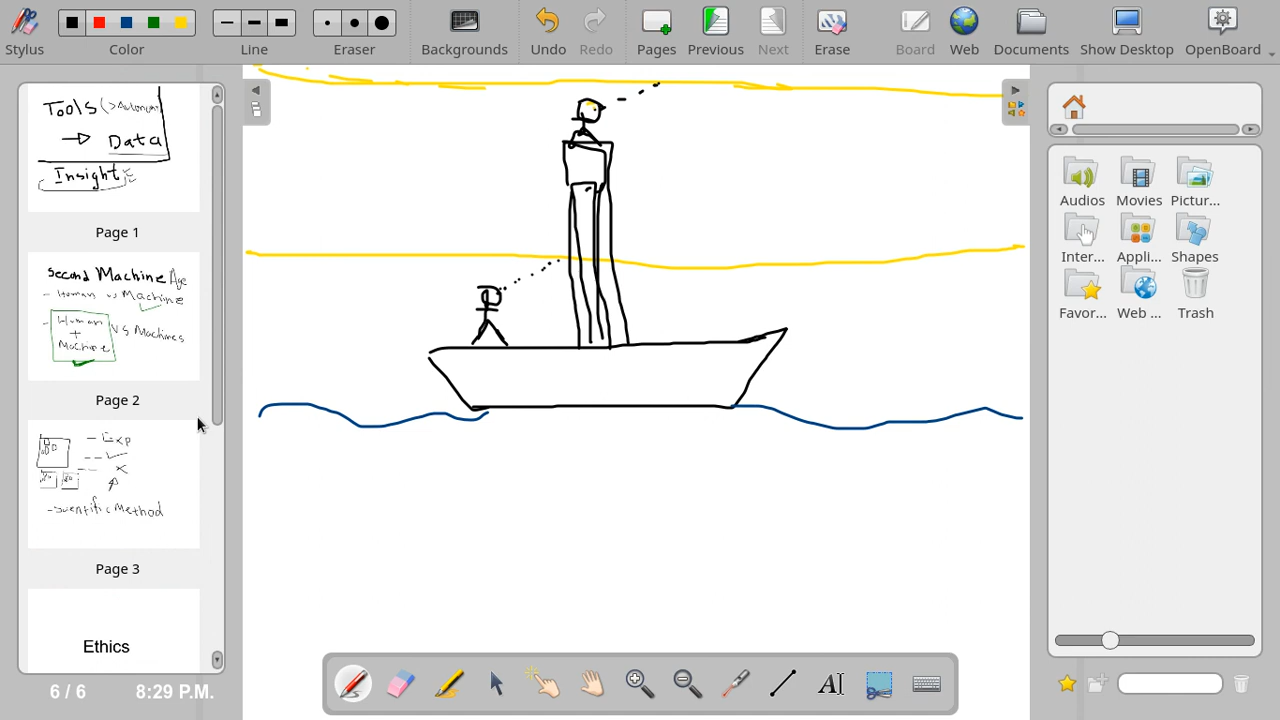 Stylus
Color
Line
Eraser
Backgrounds
Undo
Redo
Pages
Previous
Next
Erase
Board
Web
Documents
Show Desktop
OpenBoard
Tools (>Automan
→ Data
Insight
Page 1
Second Machine Age
- Human vs Machine
- Human
+
Machine
VS Machines
Page 2
- Scientific Method
Page 3
Ethics
6 / 6
8:29 P.M.
Audios
Movies
Pictur...
Inter...
Appli...
Shapes
Favor...
Web ...
Trash